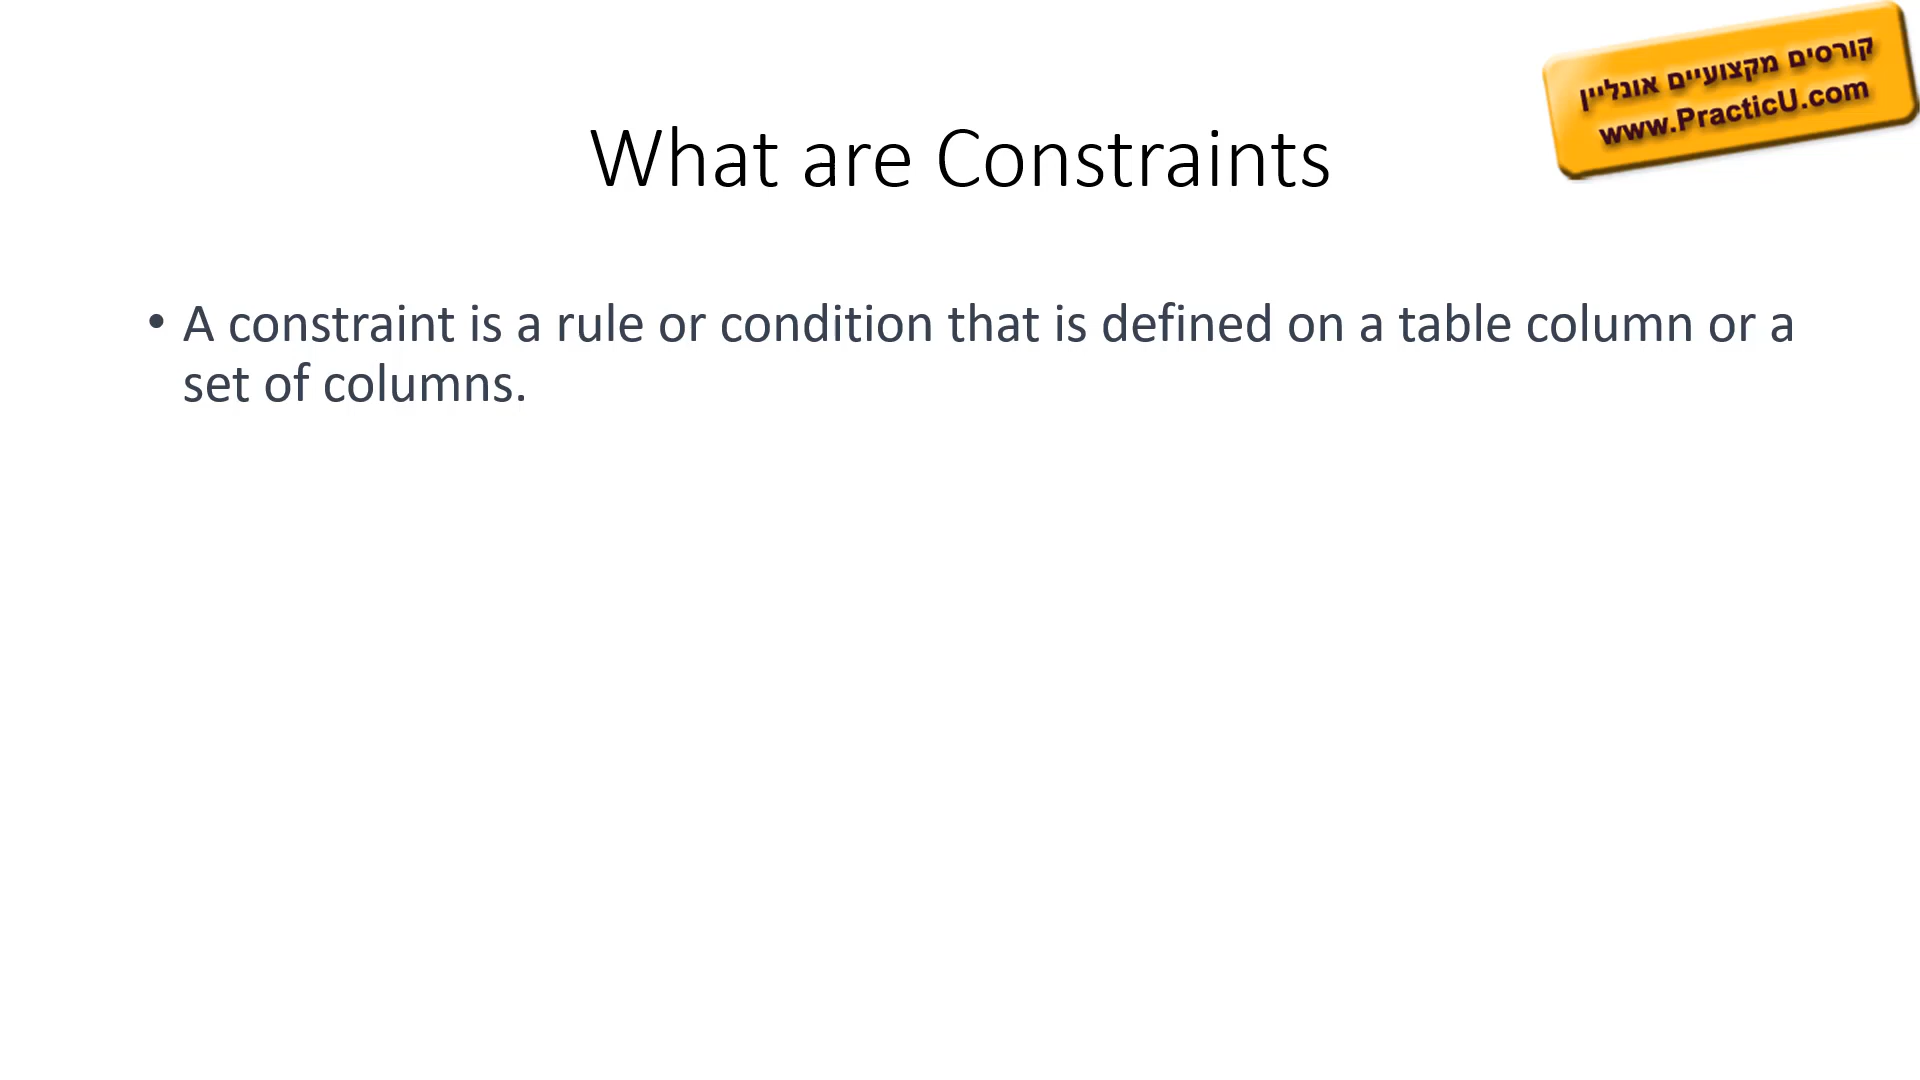 קורסים מקצועיים אונליין
www.PracticU.com
What are Constraints
• A constraint is a rule or condition that is defined on a table column or a
set of columns.